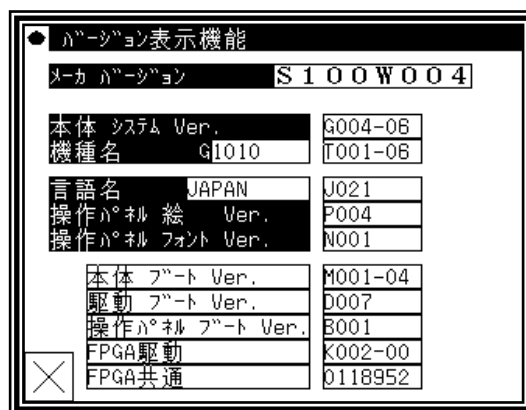 バージョン表示機能
メーカ バージョン S100W004
本体 システム Ver. G004-06
機種名 G1010 T001-06
言語名 JAPAN J021
操作パネル 絵 Ver. P004
操作パネル フォント Ver. N001
本体 ブート Ver. M001-04
駆動 ブート Ver. D007
操作パネル ブート Ver. B001
FPGA駆動 K002-00
FPGA共通 0118952